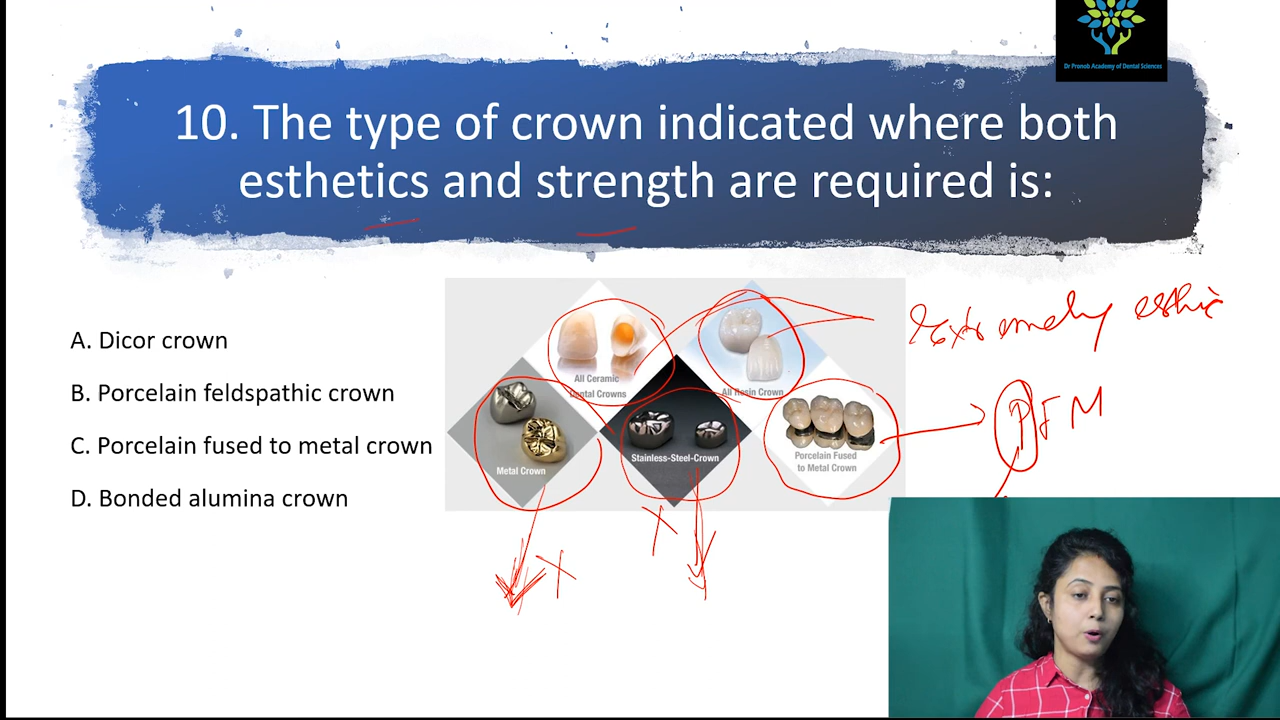 Dr Pronob Academy of Dental Sciences
10. The type of crown indicated where both
esthetics and strength are required is:
A. Dicor crown
B. Porcelain feldspathic crown
C. Porcelain fused to metal crown
D. Bonded alumina crown
All Ceramic
Dental Crowns
All Resin Crown
Metal Crown
Stainless-Steel-Crown
Porcelain Fused
to Metal Crown
Extremely
PFM
X
X